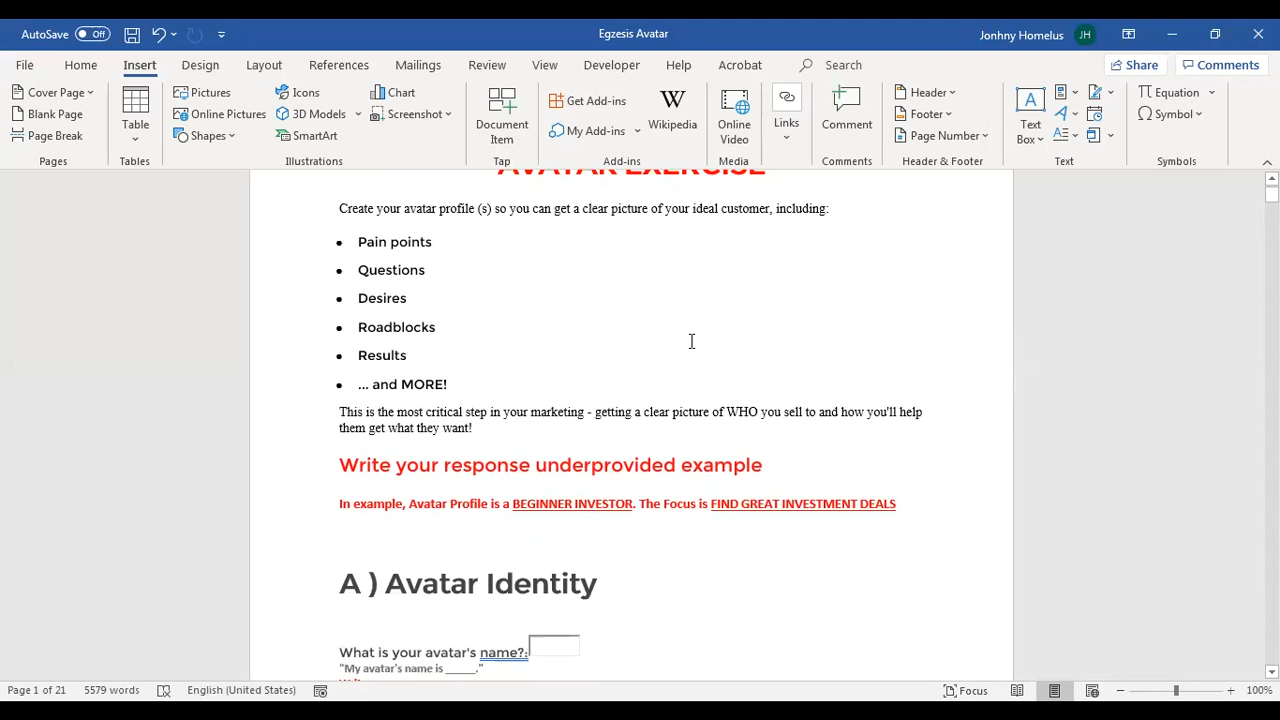 AutoSave Off
Egzesis Avatar
Jonhny Homelus JH
File Home Insert Design Layout References Mailings Review View Developer Help Acrobat Search Share Comments
Cover Page
Blank Page
Page Break
Pages
Table
Tables
Pictures
Online Pictures
Shapes
Icons
3D Models
SmartArt
Chart
Screenshot
Illustrations
Document Item
Tap
Get Add-ins
My Add-ins
W
Wikipedia
Add-ins
Online Video
Media
Links
Comment
Comments
Header
Footer
Page Number
Header & Footer
Text Box
Text
Equation
Symbol
Symbols
AVATAR EXERCISE
Create your avatar profile (s) so you can get a clear picture of your ideal customer, including:
• Pain points
• Questions
• Desires
• Roadblocks
• Results
• ... and MORE!
This is the most critical step in your marketing - getting a clear picture of WHO you sell to and how you'll help
them get what they want!
Write your response underprovided example
In example, Avatar Profile is a BEGINNER INVESTOR. The Focus is FIND GREAT INVESTMENT DEALS
A ) Avatar Identity
What is your avatar's name?:
"My avatar's name is _____."
Page 1 of 21 5579 words English (United States) Focus 100%